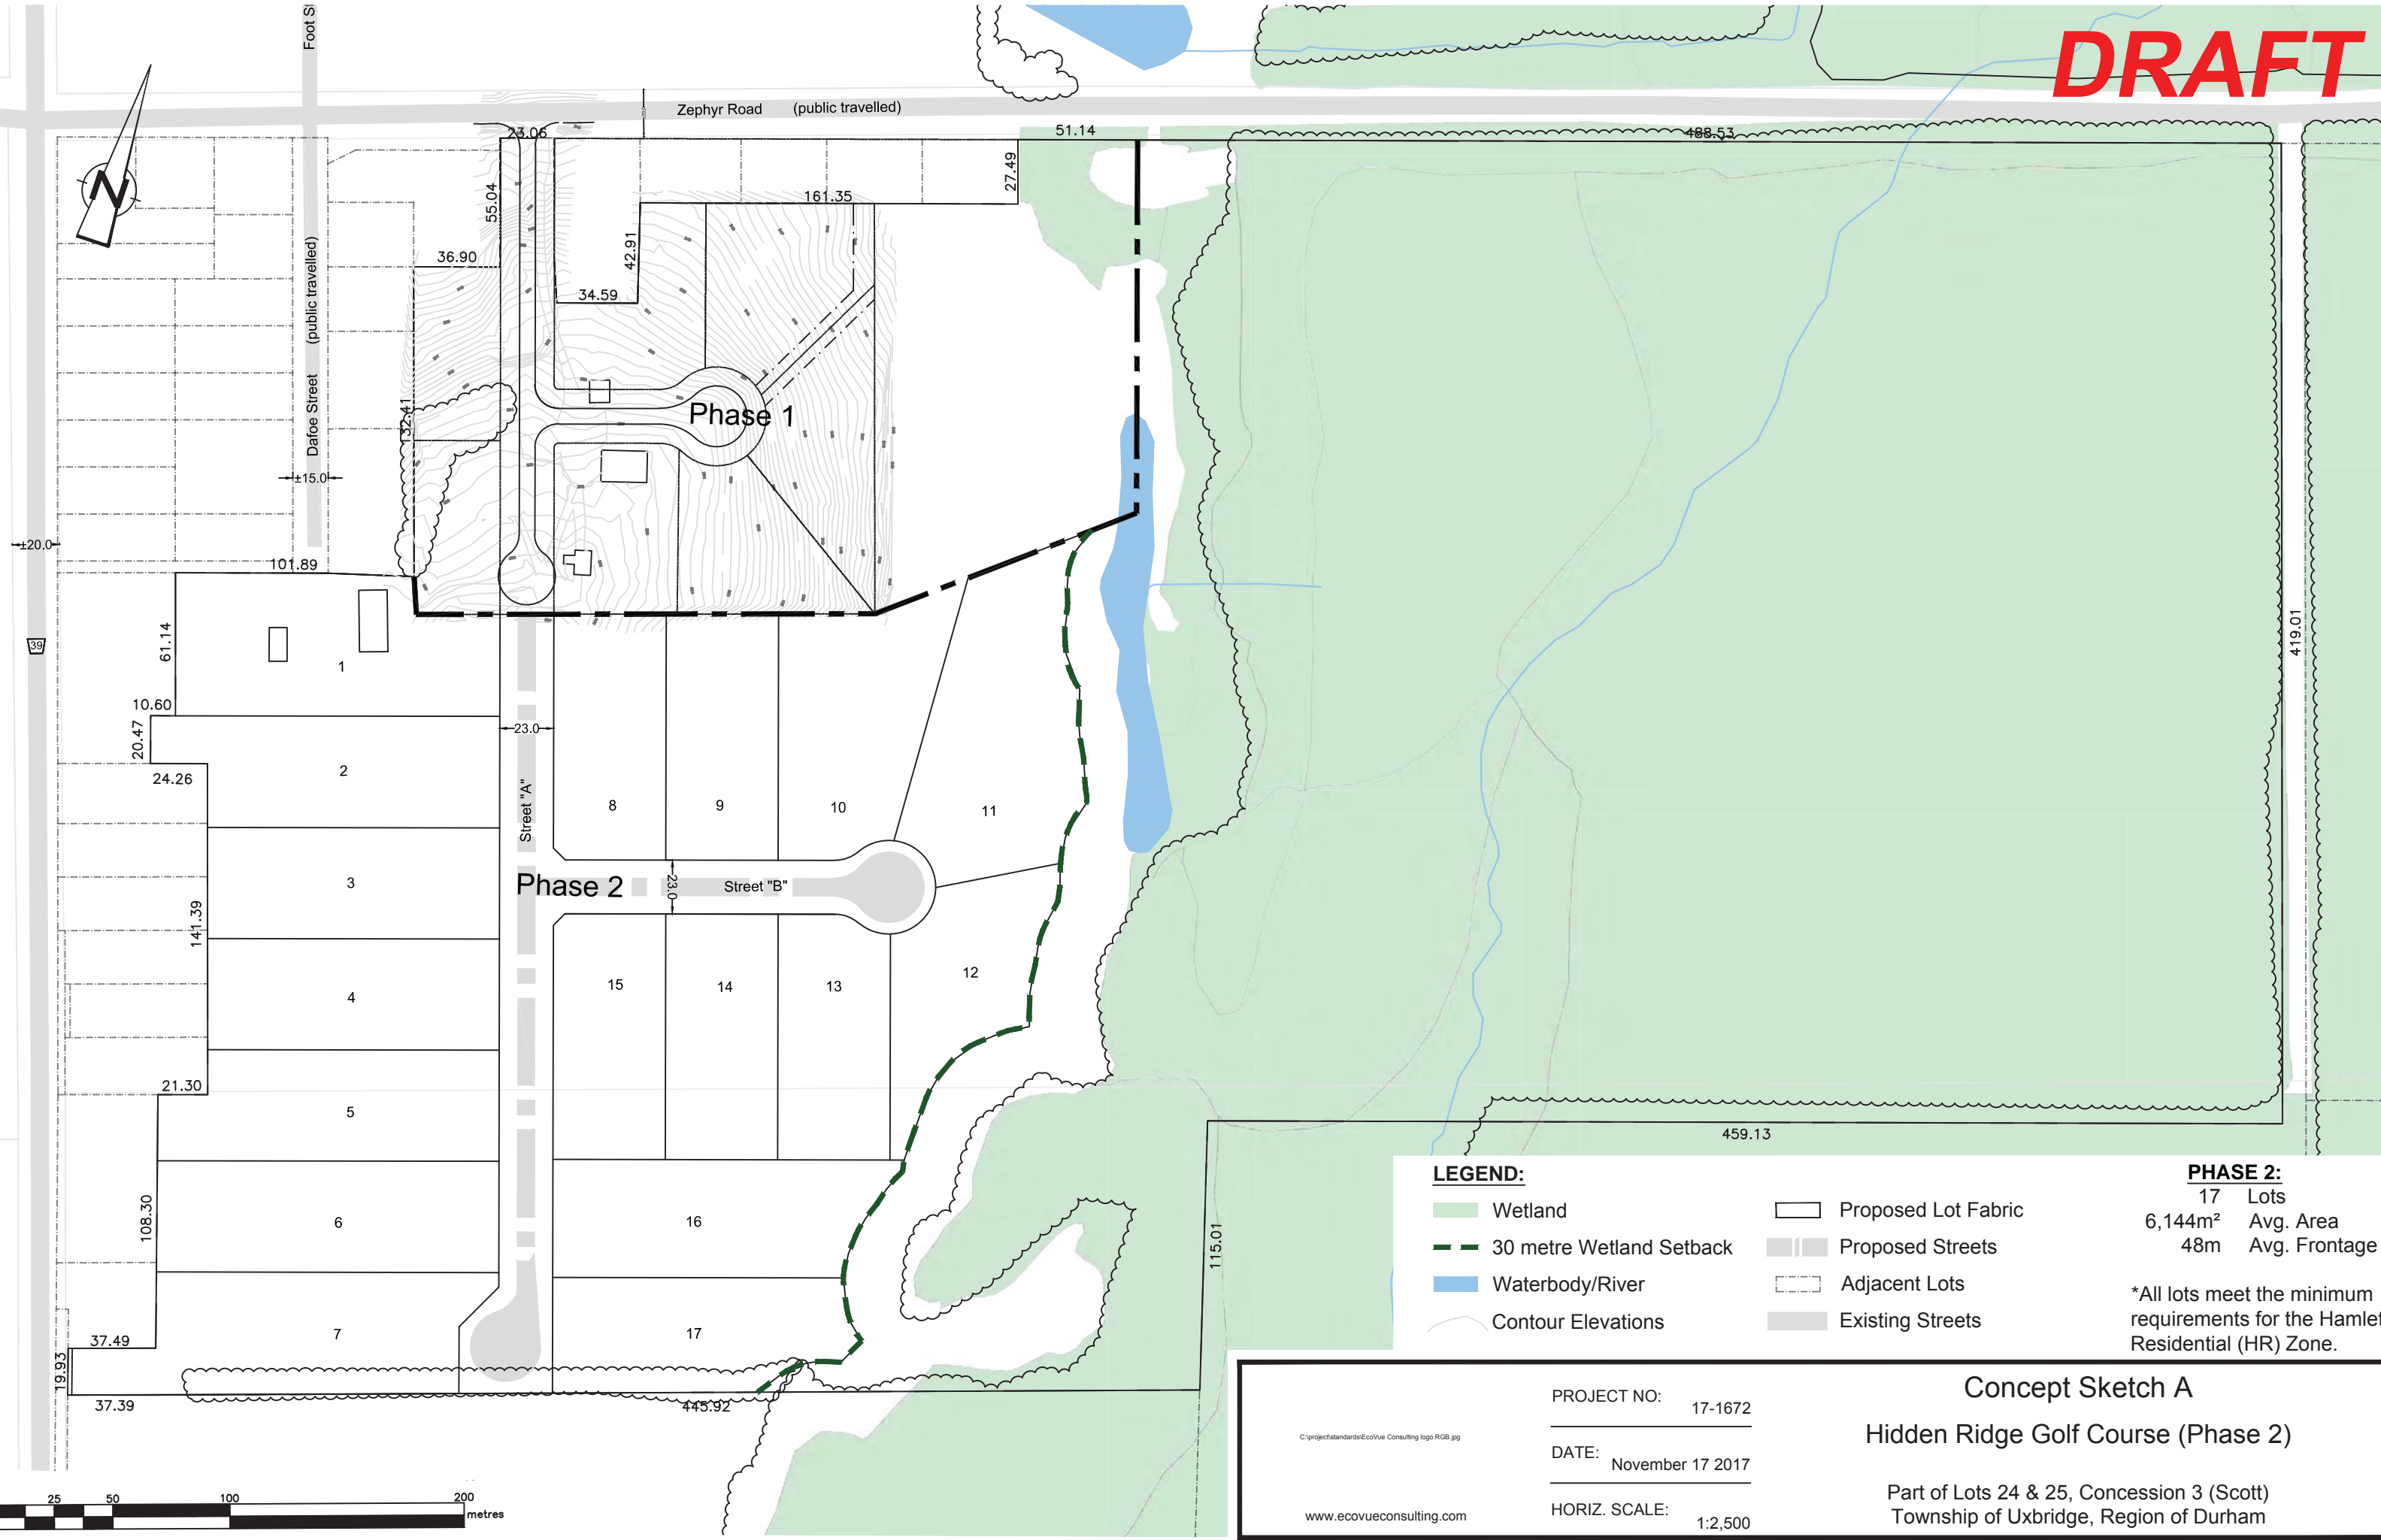 DRAFT
Foot S
Zephyr Road (public travelled)
23.06
51.14
488.53
27.49
55.04
161.35
N
42.91
36.90
34.59
Dafoe Street (public travelled)
132.41
Phase 1
±15.0
±20.0
101.89
39
61.14
1
419.01
10.60
20.47
23.0
2
24.26
Street "A"
8
9
10
11
3
Phase 2
23.0
Street "B"
141.39
12
15
14
13
4
21.30
5
459.13
108.30
6
16
115.01
37.49
7
17
19.93
37.39
445.92
LEGEND:
Wetland
30 metre Wetland Setback
Waterbody/River
Contour Elevations
Proposed Lot Fabric
Proposed Streets
Adjacent Lots
Existing Streets
PHASE 2:
17 Lots
6,144m² Avg. Area
48m Avg. Frontage
*All lots meet the minimum
requirements for the Hamlet
Residential (HR) Zone.
25 50 100 200
metres
C:\project\standards\EcoVue Consulting logo RGB.jpg
www.ecovueconsulting.com
PROJECT NO: 17-1672
DATE: November 17 2017
HORIZ. SCALE: 1:2,500
Concept Sketch A
Hidden Ridge Golf Course (Phase 2)
Part of Lots 24 & 25, Concession 3 (Scott)
Township of Uxbridge, Region of Durham